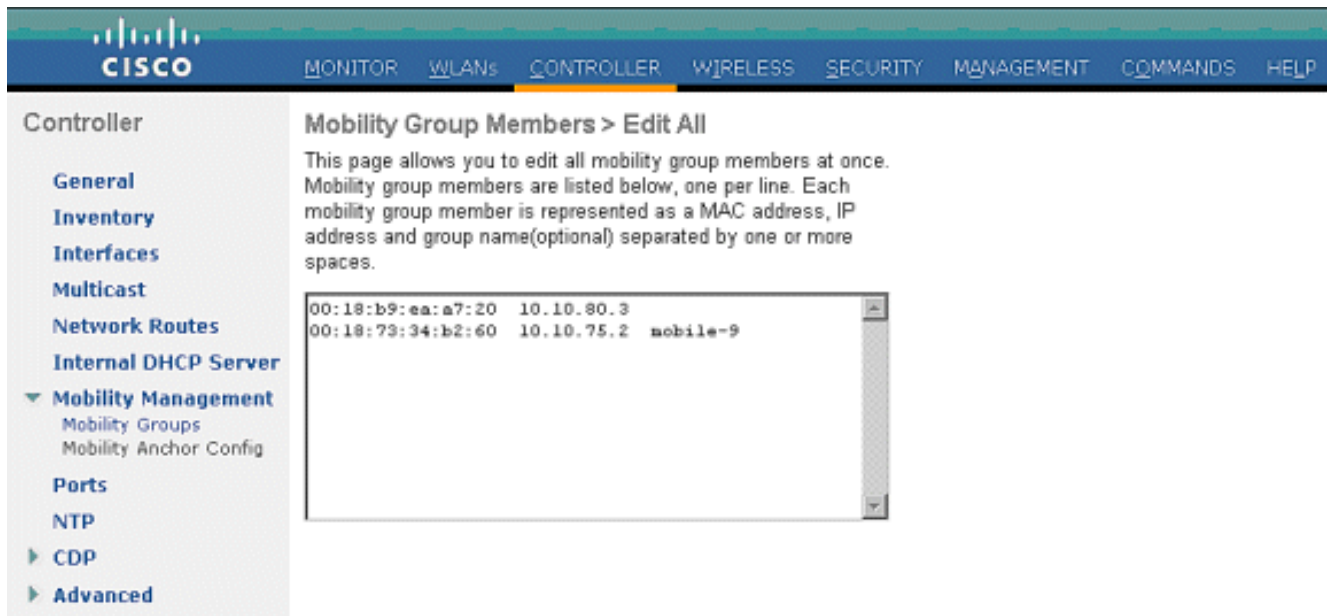 CISCO
MONITOR WLANs CONTROLLER WIRELESS SECURITY MANAGEMENT COMMANDS HELP
Controller
General
Inventory
Interfaces
Multicast
Network Routes
Internal DHCP Server
Mobility Management
Mobility Groups
Mobility Anchor Config
Ports
NTP
CDP
Advanced
Mobility Group Members > Edit All
This page allows you to edit all mobility group members at once.
Mobility group members are listed below, one per line. Each
mobility group member is represented as a MAC address, IP
address and group name(optional) separated by one or more
spaces.
00:18:b9:ea:a7:20 10.10.80.3
00:18:73:34:b2:60 10.10.75.2 mobile-9